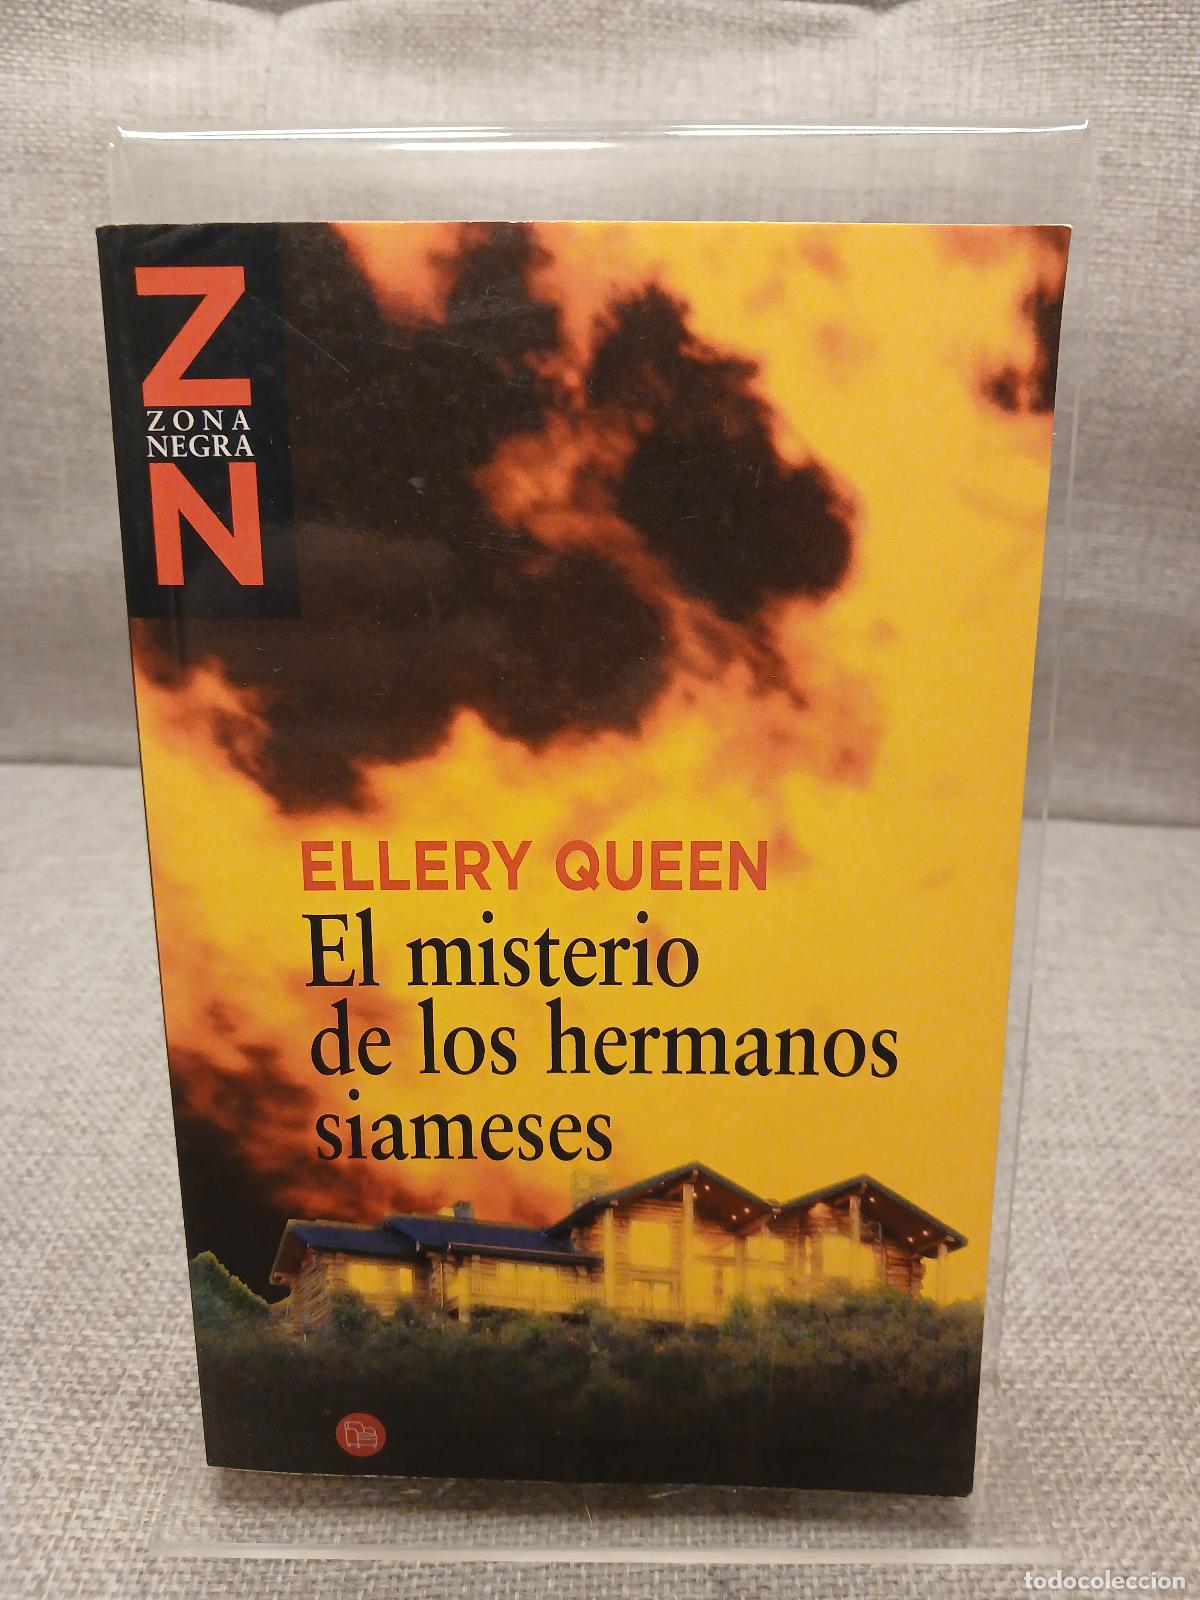 Z
ZONA
NEGRA
N
ELLERY QUEEN
El misterio
de los hermanos
siameses
todocoleccion